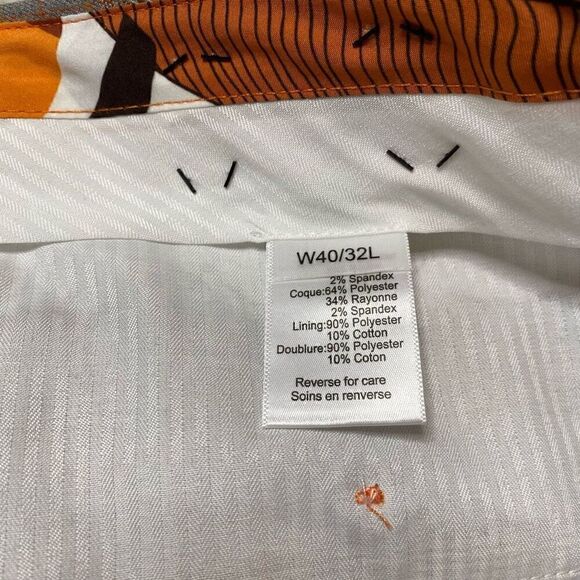 W40/32L
2% Spandex
Coque:64% Polyester
34% Rayonne
2% Spandex
Lining:90% Polyester
10% Cotton
Doublure:90% Polyester
10% Coton
Reverse for care
Soins en renverse